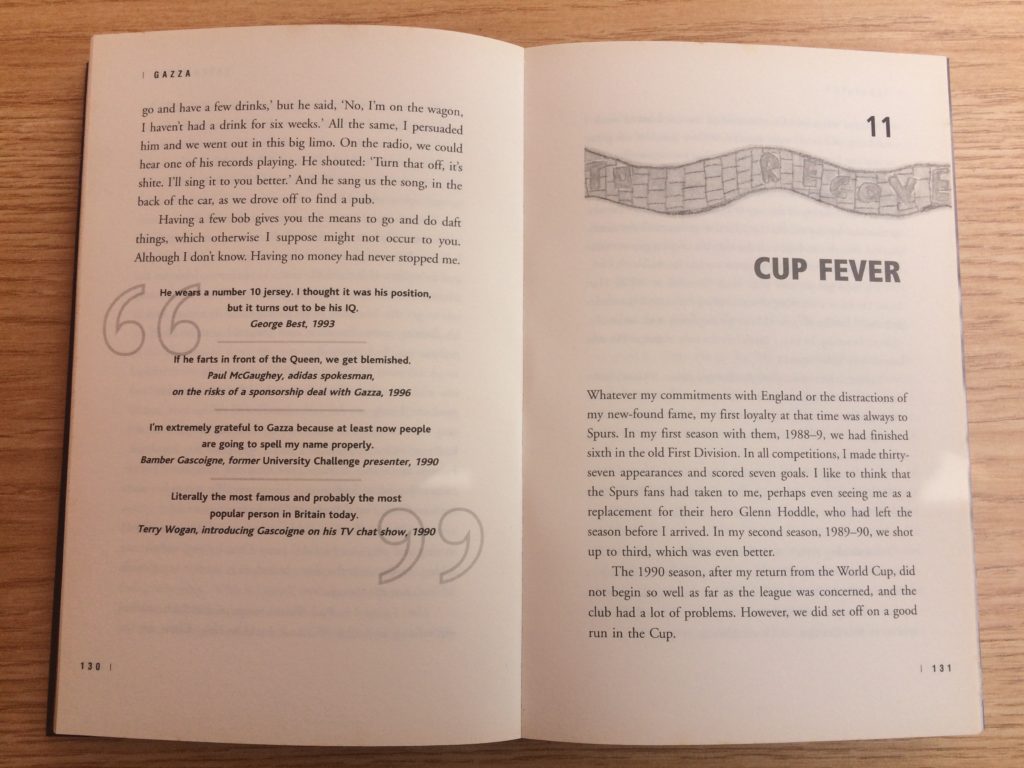 GAZZA
go and have a few drinks,’ but he said, ‘No, I’m on the wagon,
I haven’t had a drink for six weeks.’ All the same, I persuaded
him and we went out in this big limo. On the radio, we could
hear one of his records playing. He shouted: ‘Turn that off, it’s
shite. I’ll sing it to you better.’ And he sang us the song, in the
back of the car, as we drove off to find a pub.
Having a few bob gives you the means to go and do daft
things, which otherwise I suppose might not occur to you.
Although I don’t know. Having no money had never stopped me.
“
He wears a number 10 jersey. I thought it was his position,
but it turns out to be his IQ.
George Best, 1993
If he farts in front of the Queen, we get blemished.
Paul McGaughey, adidas spokesman,
on the risks of a sponsorship deal with Gazza, 1996
I’m extremely grateful to Gazza because at least now people
are going to spell my name properly.
Bamber Gascoigne, former University Challenge presenter, 1990
Literally the most famous and probably the most
popular person in Britain today.
Terry Wogan, introducing Gascoigne on his TV chat show, 1990
”
130
11
TO RECOVE
CUP FEVER
Whatever my commitments with England or the distractions of
my new-found fame, my first loyalty at that time was always to
Spurs. In my first season with them, 1988–9, we had finished
sixth in the old First Division. In all competitions, I made thirty-
seven appearances and scored seven goals. I like to think that
the Spurs fans had taken to me, perhaps even seeing me as a
replacement for their hero Glenn Hoddle, who had left the
season before I arrived. In my second season, 1989–90, we shot
up to third, which was even better.
The 1990 season, after my return from the World Cup, did
not begin so well as far as the league was concerned, and the
club had a lot of problems. However, we did set off on a good
run in the Cup.
131